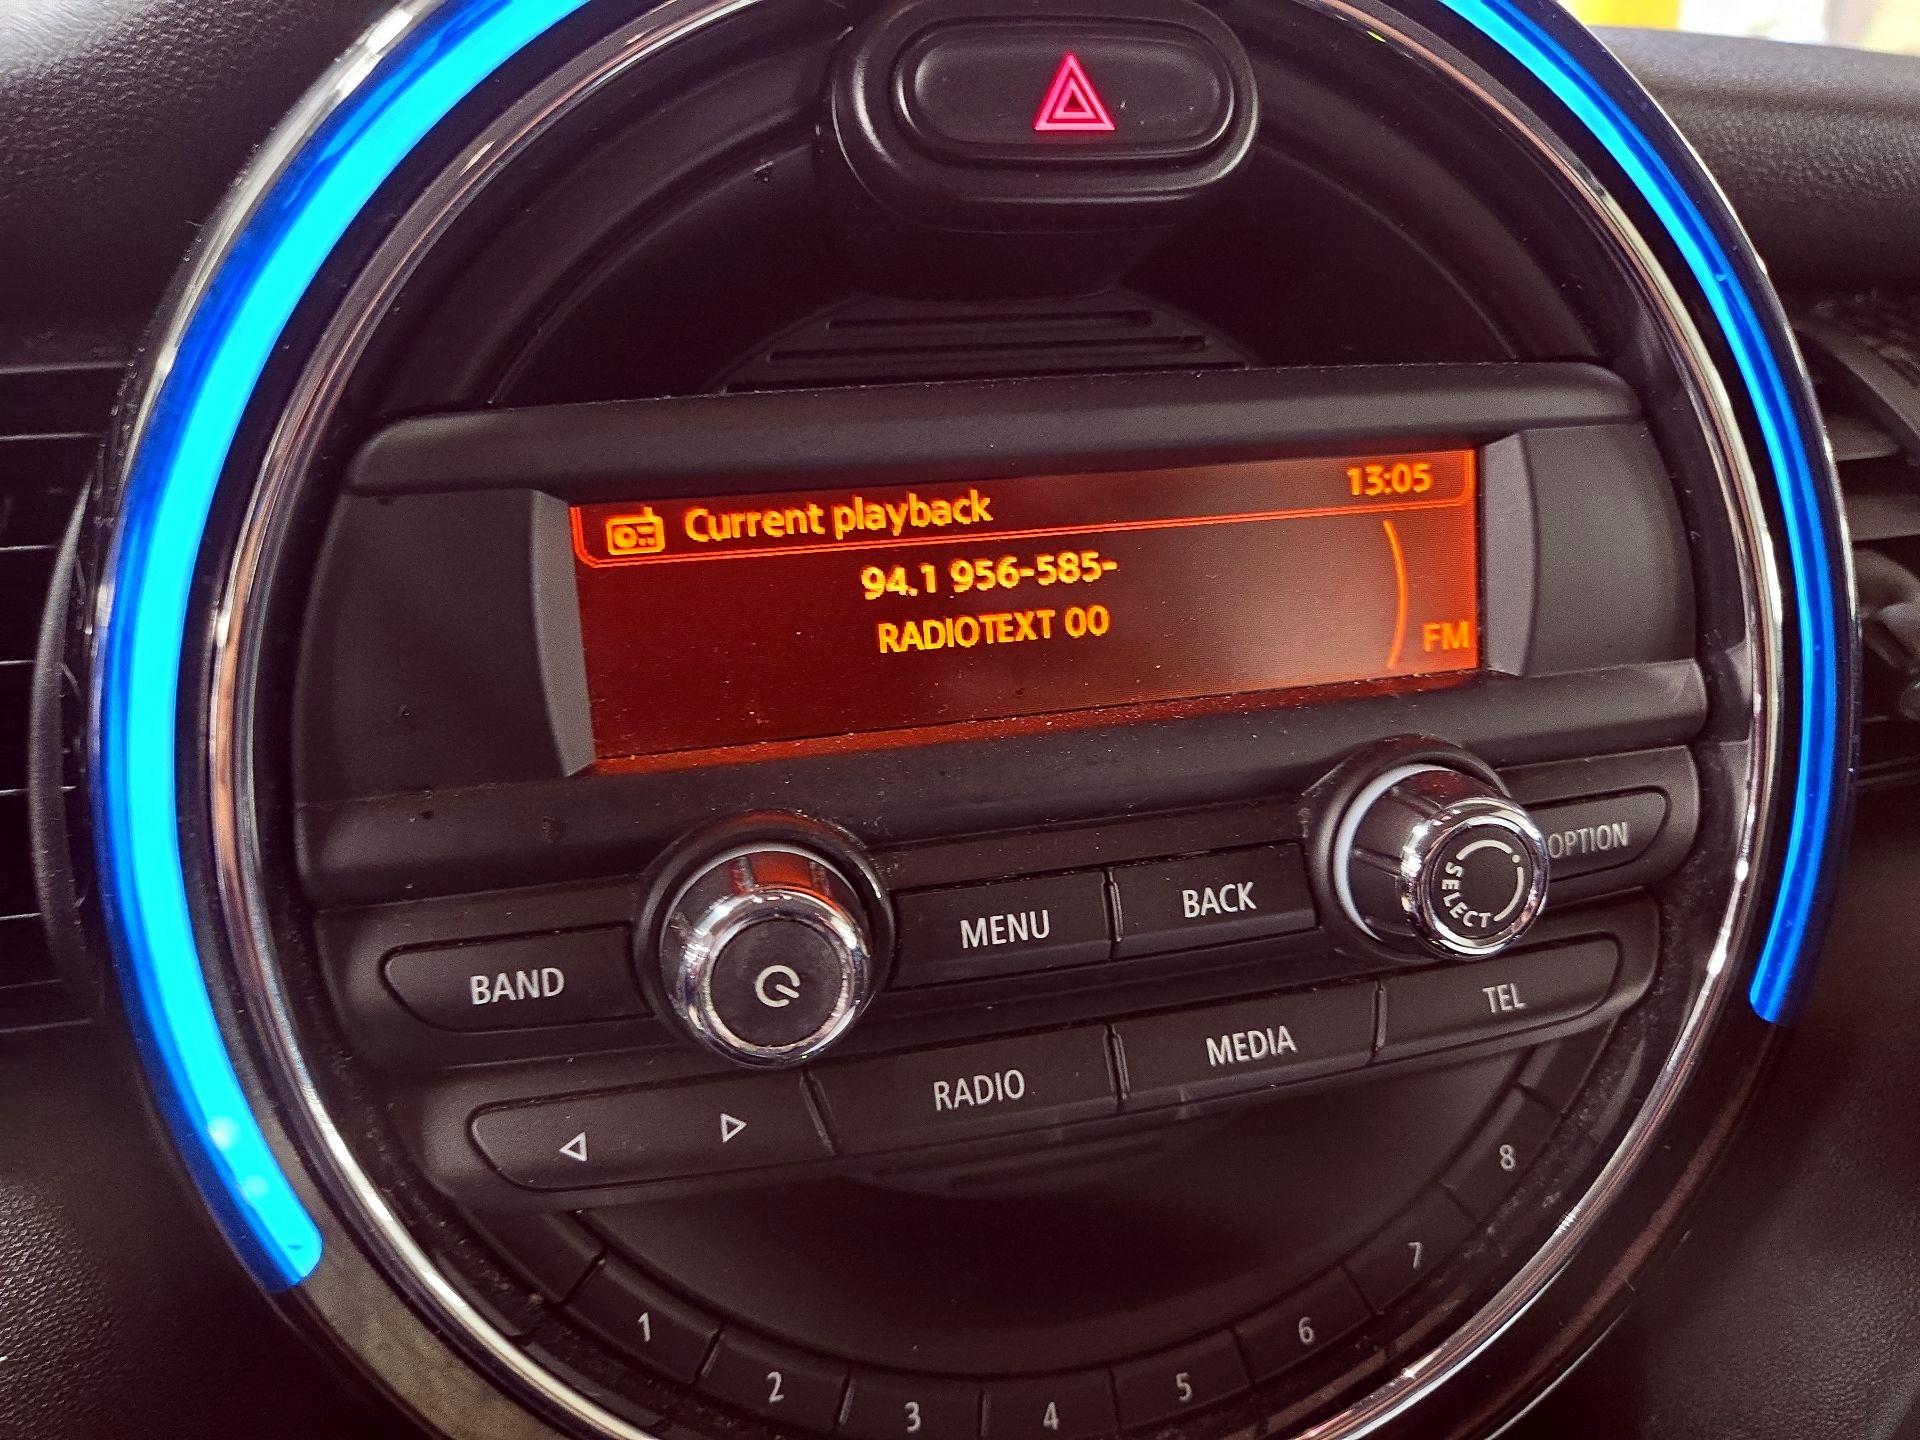 Current playback 13:05
94.1 956-585-
RADIOTEXT 00
FM
OPTION
SELECT
BAND MENU BACK
RADIO MEDIA TEL
1 2 3 4 5 6 7 8